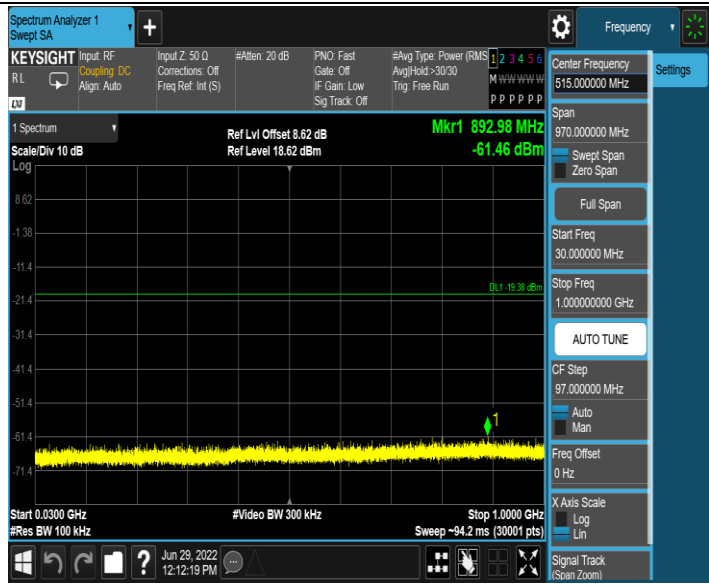 Spectrum Analyzer 1
Swept SA
Frequency
KEYSIGHT
RL
LXI
Input: RF
Coupling: DC
Align: Auto
Input Z: 50 Ω
Corrections: Off
Freq Ref: Int (S)
#Atten: 20 dB
PNO: Fast
Gate: Off
IF Gain: Low
Sig Track: Off
#Avg Type: Power (RMS
Avg|Hold:>30/30
Trig: Free Run
1 2 3 4 5 6
M W W W W W
P P P P P P
1 Spectrum
Scale/Div 10 dB
Log
Ref Lvl Offset 8.62 dB
Ref Level 18.62 dBm
Mkr1 892.98 MHz
-61.46 dBm
8.62
-1.38
-11.4
DL1 -19.38 dBm
-21.4
-31.4
-41.4
-51.4
1
-61.4
-71.4
Start 0.0300 GHz
#Res BW 100 kHz
#Video BW 300 kHz
Stop 1.0000 GHz
Sweep ~94.2 ms (30001 pts)
Jun 29, 2022
12:12:19 PM
Center Frequency
515.000000 MHz
Settings
Span
970.000000 MHz
Swept Span
Zero Span
Full Span
Start Freq
30.000000 MHz
Stop Freq
1.000000000 GHz
AUTO TUNE
CF Step
97.000000 MHz
Auto
Man
Freq Offset
0 Hz
X Axis Scale
Log
Lin
Signal Track
(Span Zoom)